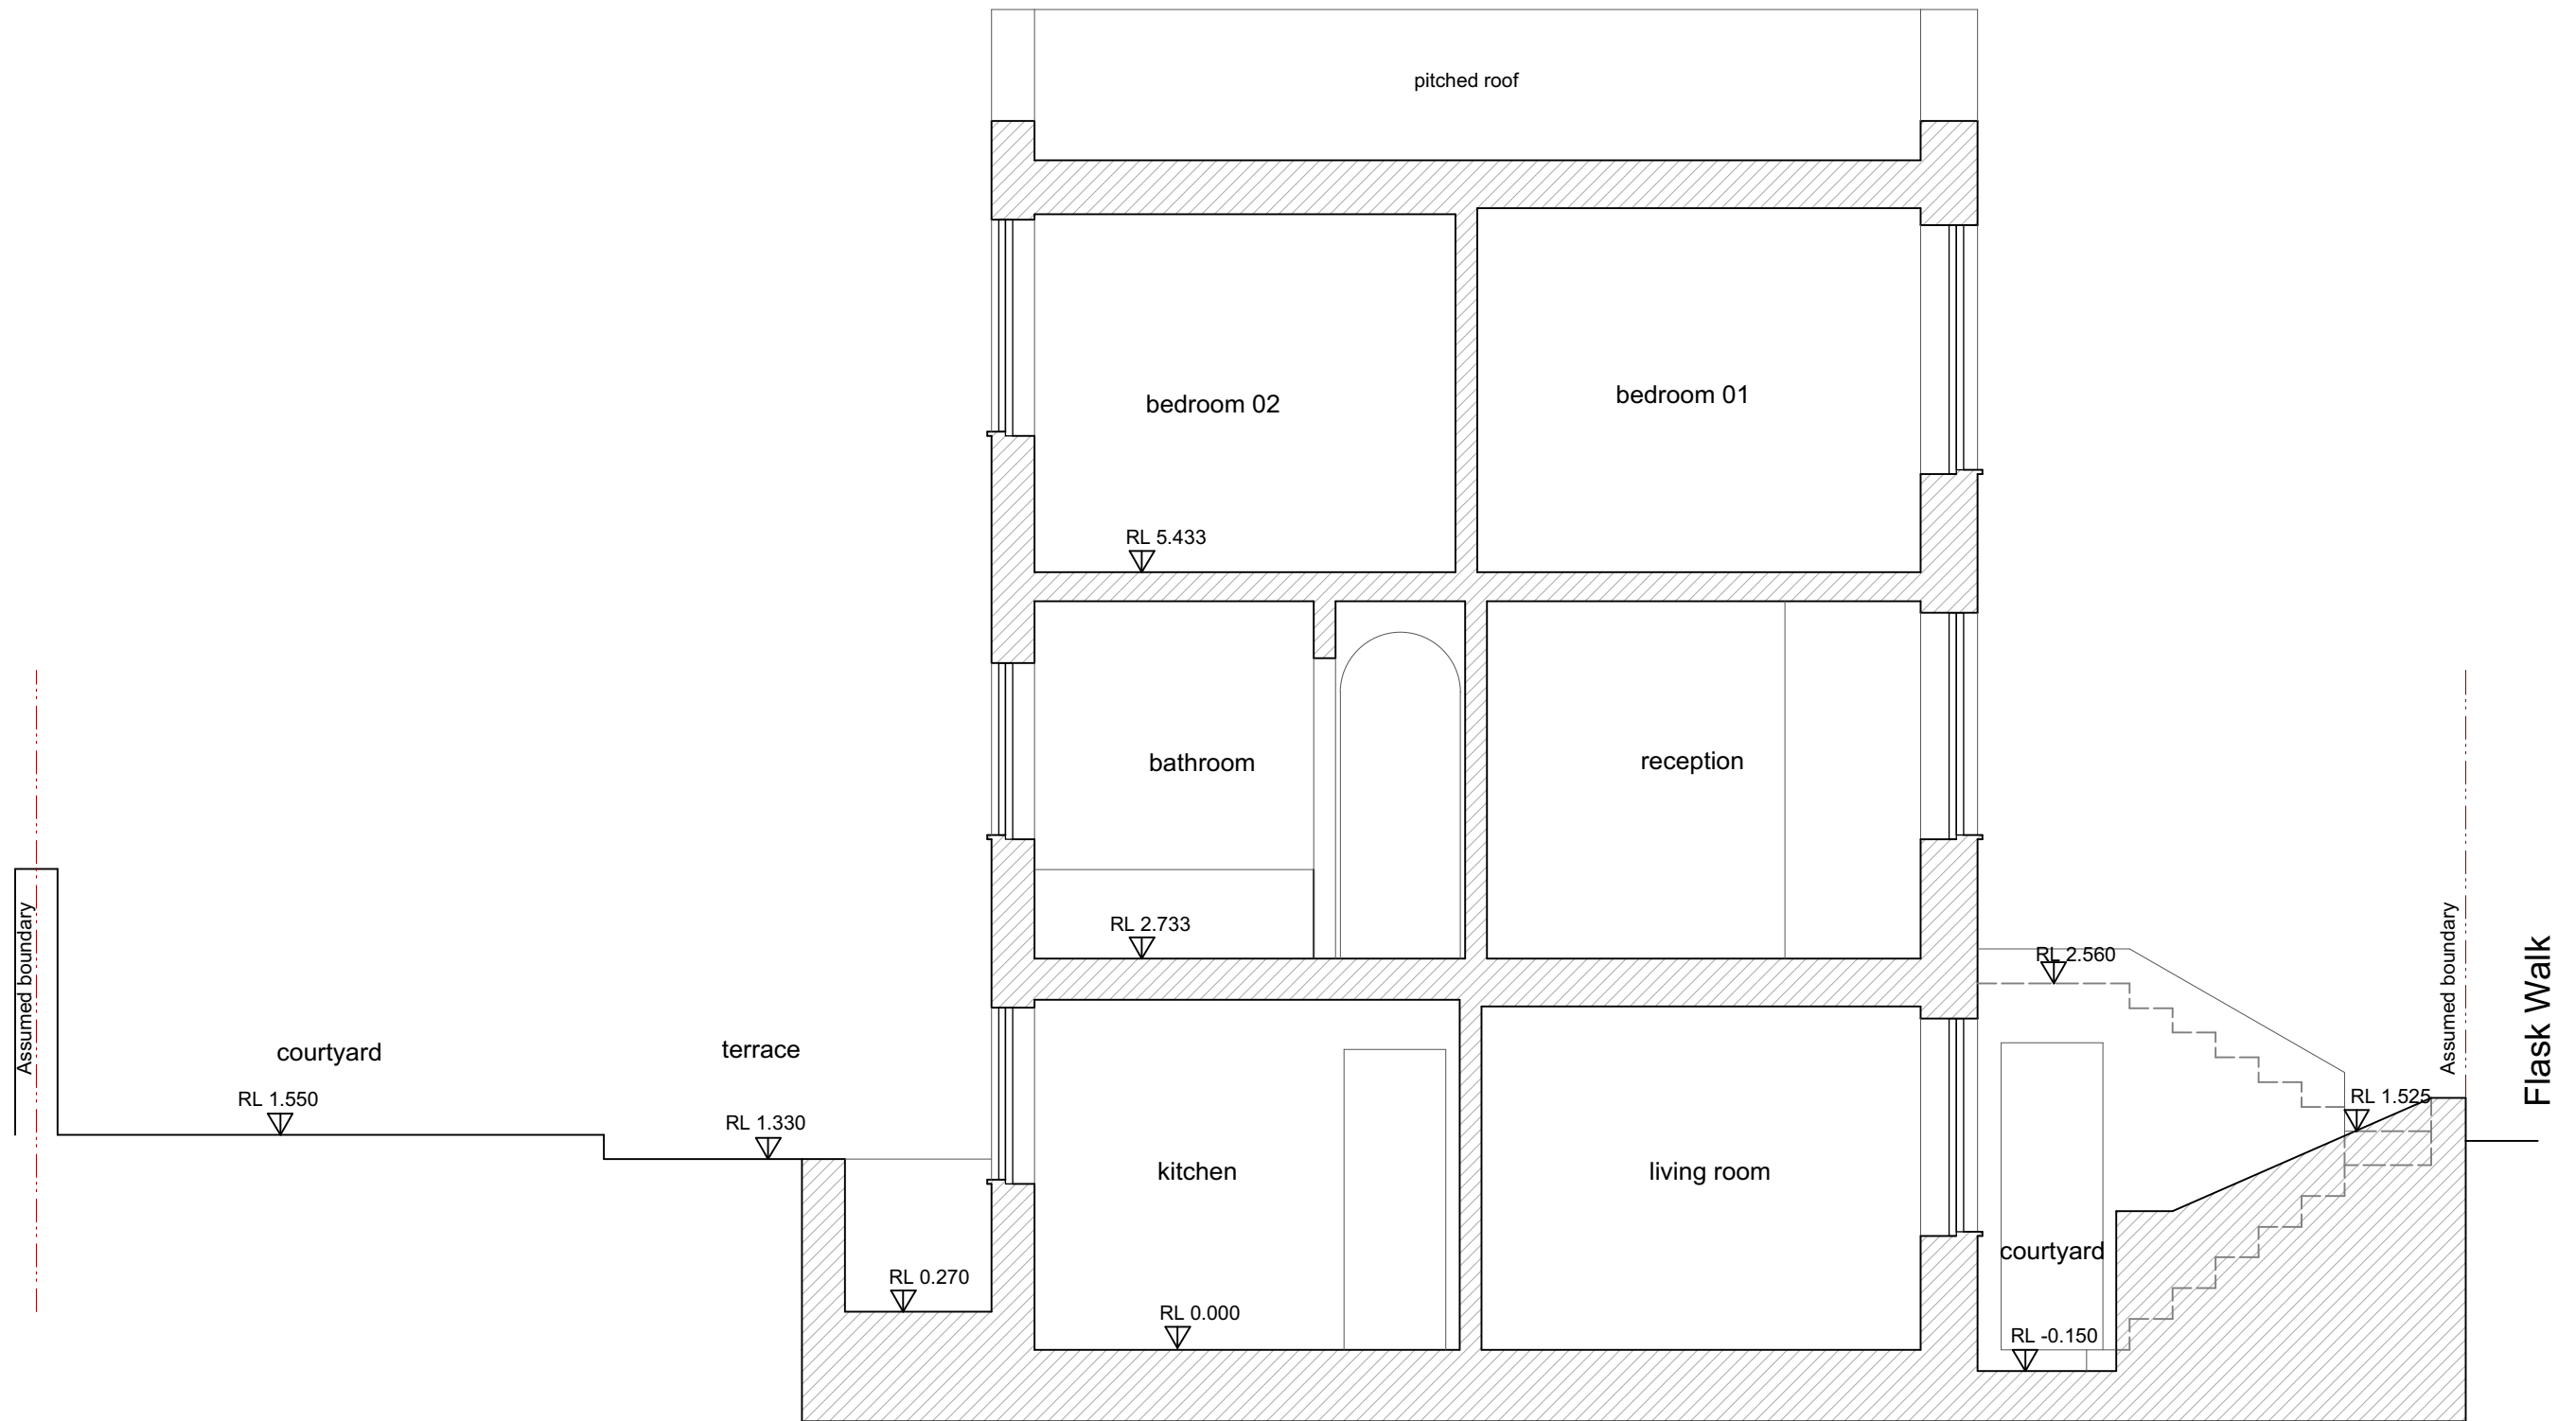 pitched roof
bedroom 02
bedroom 01
RL 5.433
bathroom
reception
RL 2.733
RL 2.560
Assumed boundary
Assumed boundary
Flask Walk
courtyard
terrace
RL 1.550
RL 1.330
RL 1.525
kitchen
living room
courtyard
RL 0.270
RL 0.000
RL -0.150